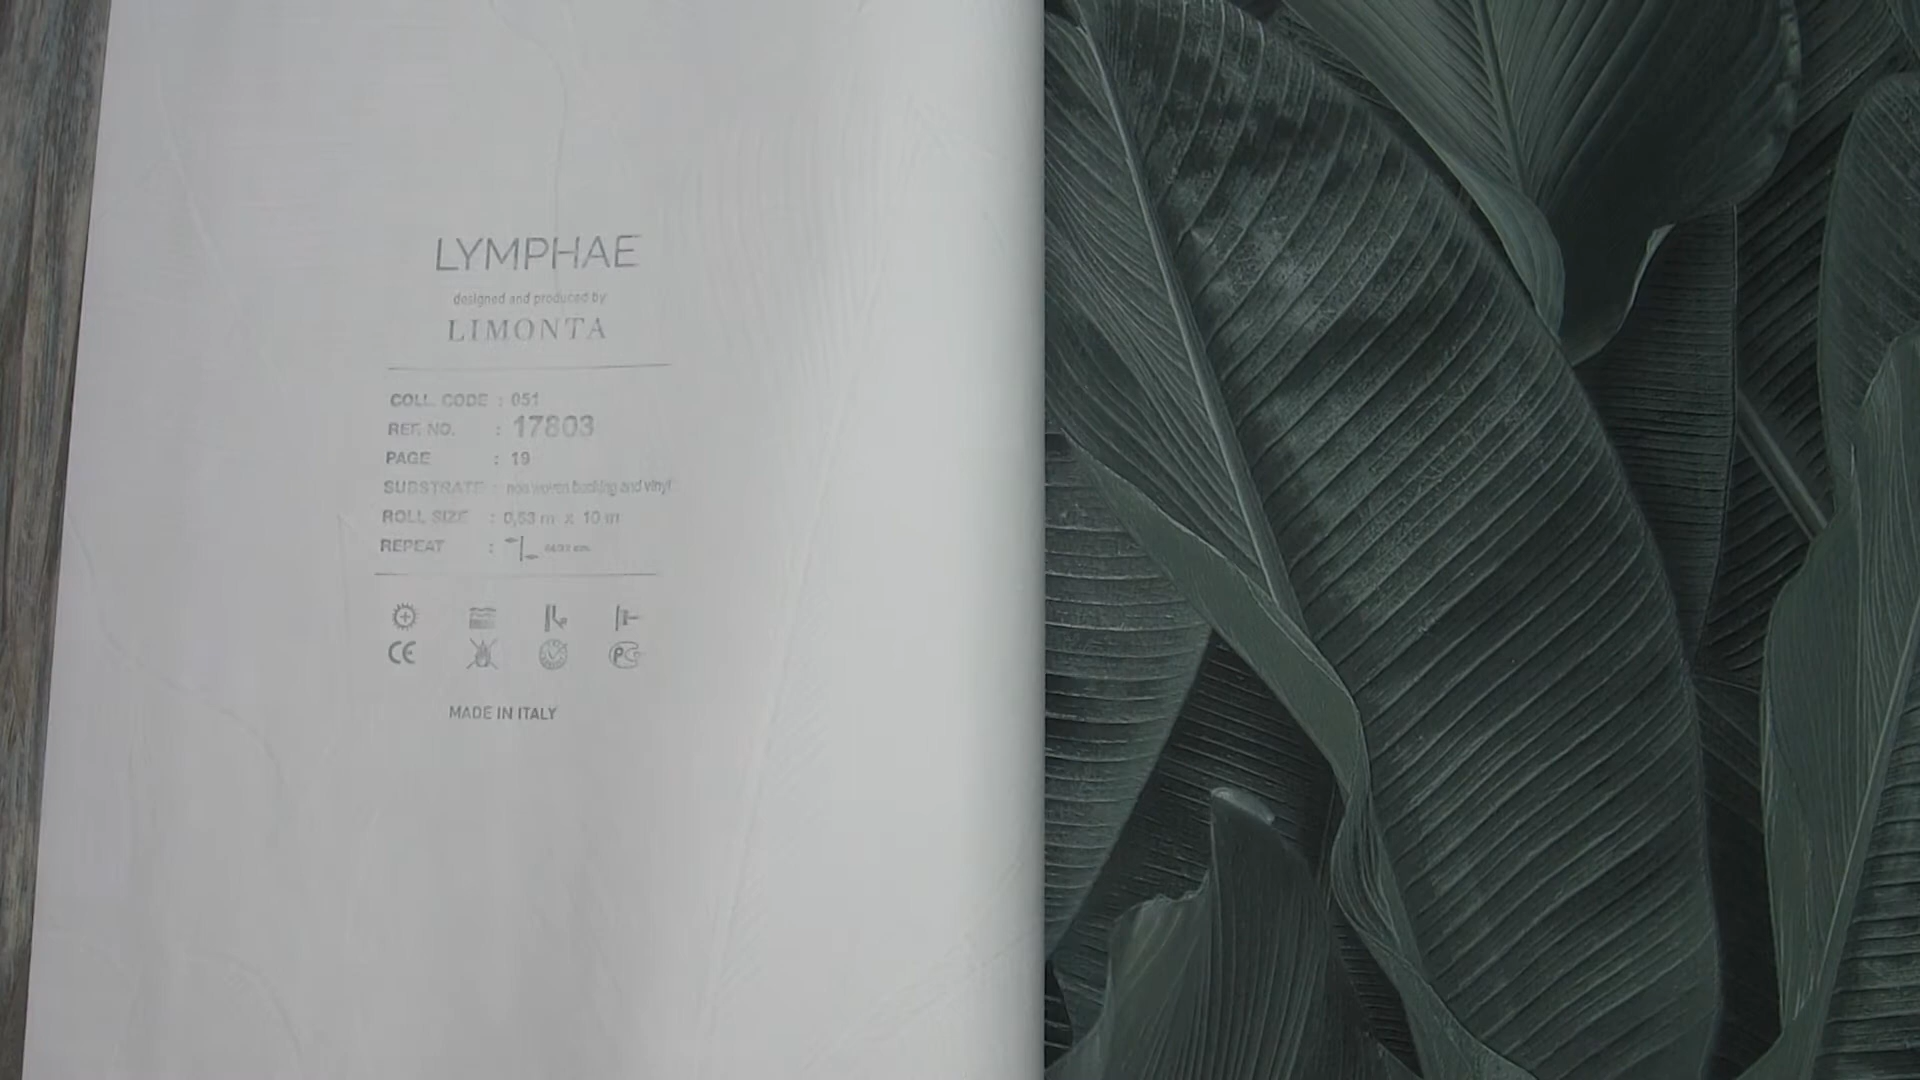 LYMPHAE
designed and produced by
LIMONTA
COLL. CODE : 051
REF. NO. : 17803
PAGE : 19
SUBSTRATE : non woven backing and vinyl
ROLL SIZE : 0,53 m x 10 m
REPEAT :
CE
MADE IN ITALY